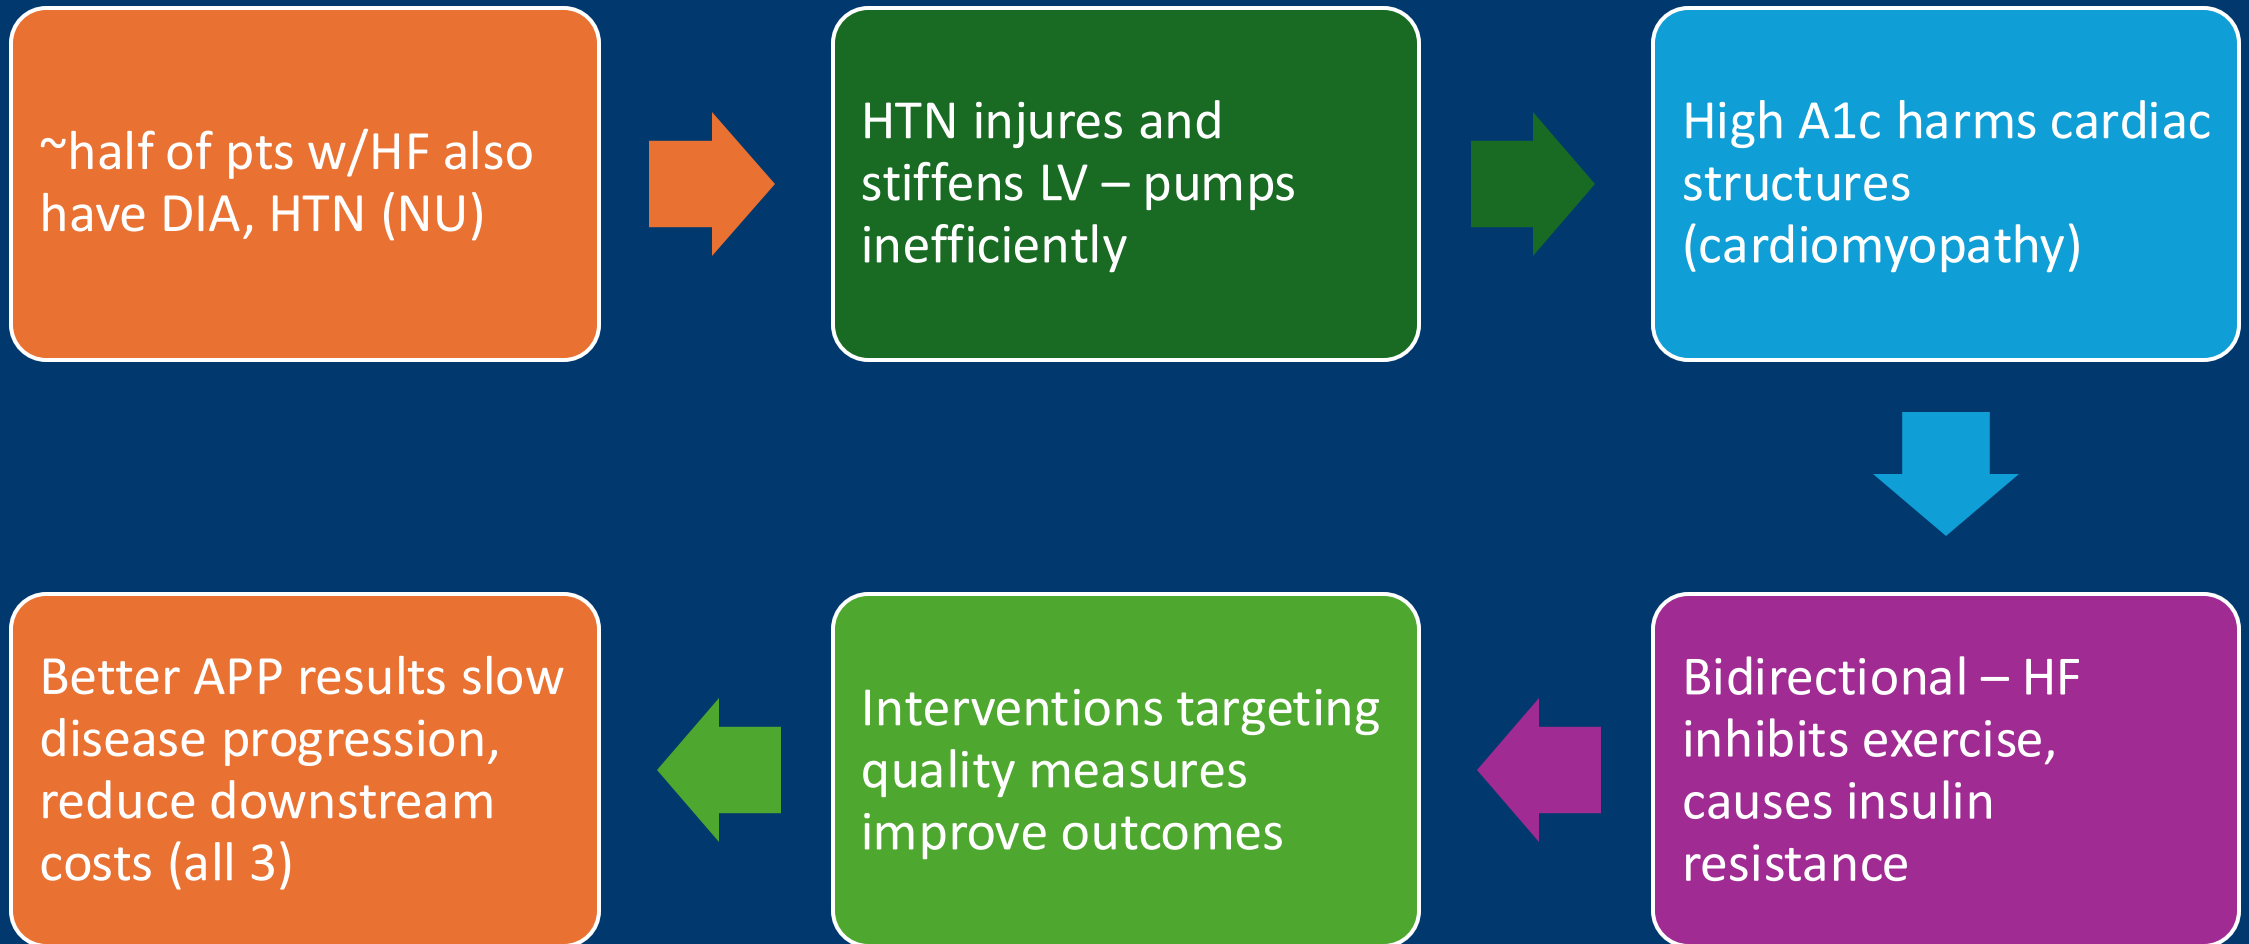 ~half of pts w/HF also
have DIA, HTN (NU)
HTN injures and
stiffens LV – pumps
inefficiently
High A1c harms cardiac
structures
(cardiomyopathy)
Bidirectional – HF
inhibits exercise,
causes insulin
resistance
Interventions targeting
quality measures
improve outcomes
Better APP results slow
disease progression,
reduce downstream
costs (all 3)